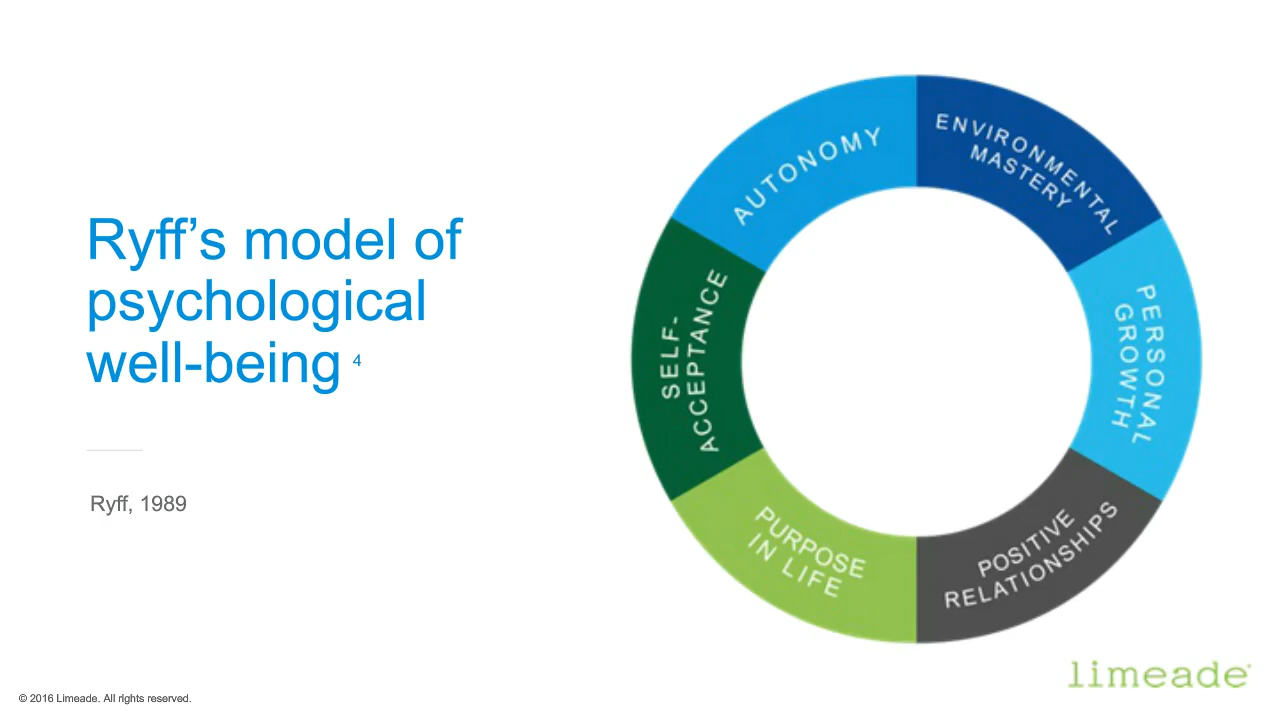 Ryff’s model of
psychological
well-being 4
Ryff, 1989
AUTONOMY
ENVIRONMENTAL
MASTERY
PERSONAL
GROWTH
POSITIVE
RELATIONSHIPS
PURPOSE
IN LIFE
SELF-
ACCEPTANCE
limeade
© 2016 Limeade. All rights reserved.